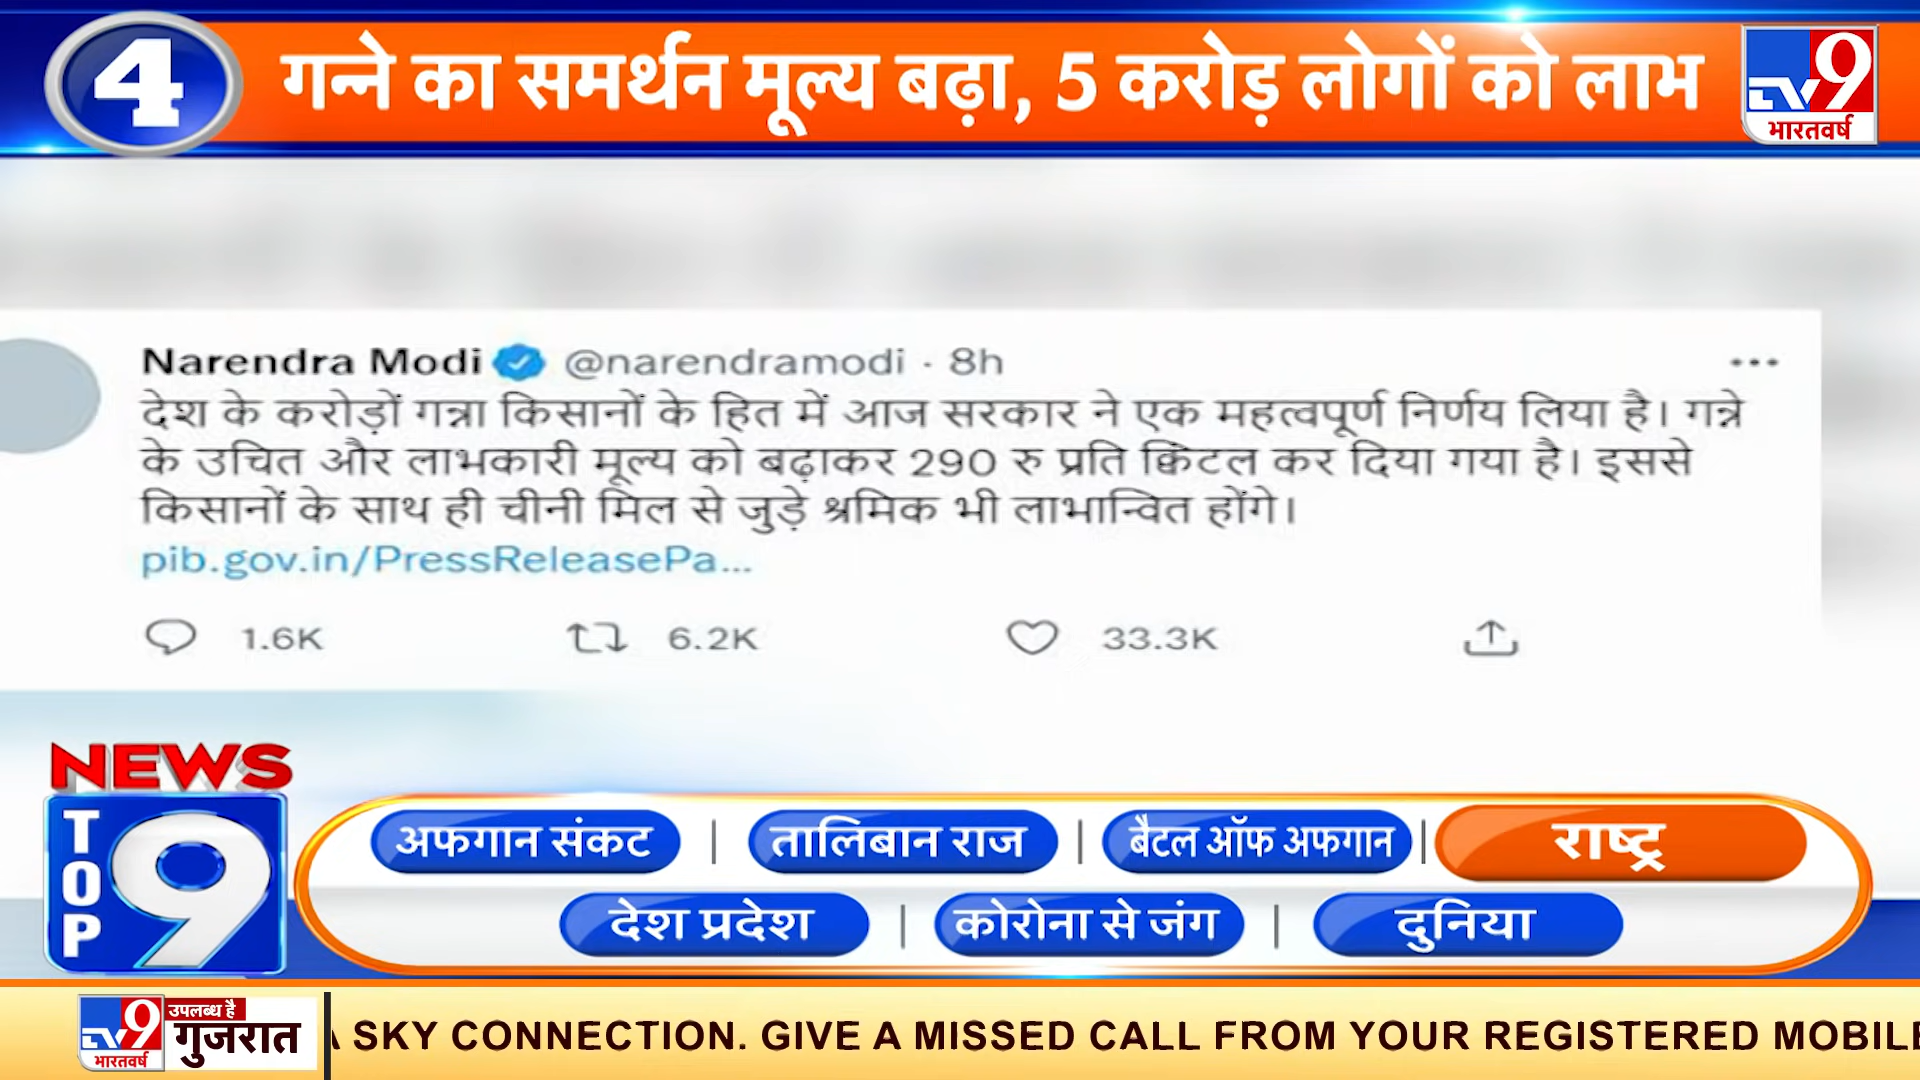 4
गन्ने का समर्थन मूल्य बढ़ा, 5 करोड़ लोगों को लाभ
TV9
भारतवर्ष
Narendra Modi @narendramodi · 8h
देश के करोड़ों गन्ना किसानों के हित में आज सरकार ने एक महत्वपूर्ण निर्णय लिया है। गन्ने
के उचित और लाभकारी मूल्य को बढ़ाकर 290 रु प्रति क्विंटल कर दिया गया है। इससे
किसानों के साथ ही चीनी मिल से जुड़े श्रमिक भी लाभान्वित होंगे।
pib.gov.in/PressReleasePa...
1.6K 6.2K 33.3K
NEWS
TOP 9
अफगान संकट | तालिबान राज | बैटल ऑफ अफगान | राष्ट्र
देश प्रदेश | कोरोना से जंग | दुनिया
TV9
भारतवर्ष
उपलब्ध है
गुजरात
A SKY CONNECTION. GIVE A MISSED CALL FROM YOUR REGISTERED MOBILE